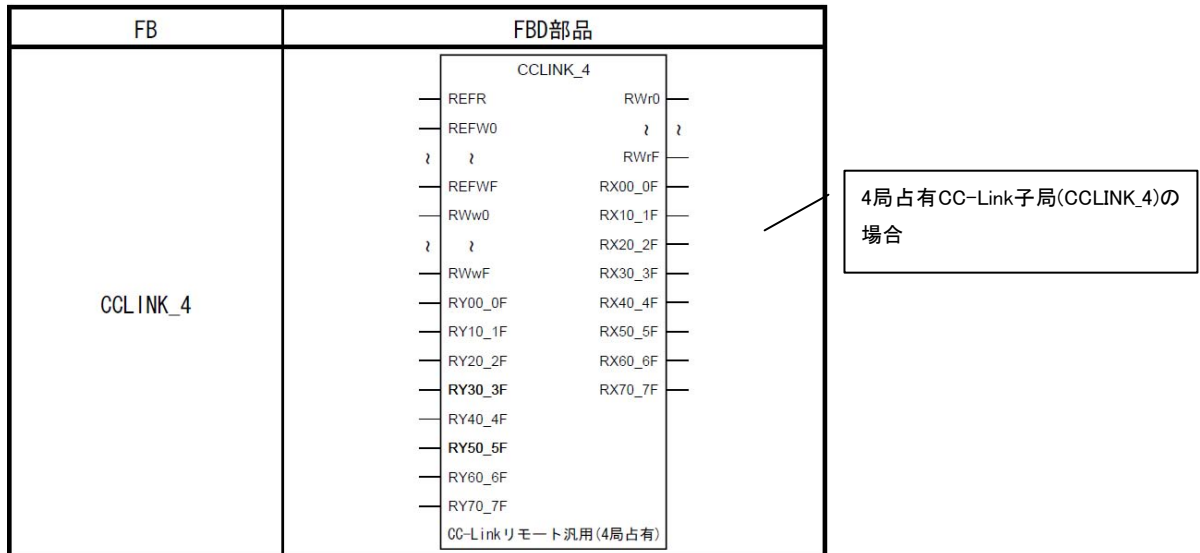 FB FBD部品
CCLINK_4
CCLINK_4
REFR RWr0
REFW0 ~ ~
~ ~ RWrF
REFWF RX00_0F
RWw0 RX10_1F
~ ~ RX20_2F
RWwF RX30_3F
RY00_0F RX40_4F
RY10_1F RX50_5F
RY20_2F RX60_6F
RY30_3F RX70_7F
RY40_4F
RY50_5F
RY60_6F
RY70_7F
CC-Linkリモート汎用(4局占有)
4局占有CC-Link子局(CCLINK_4)の
場合